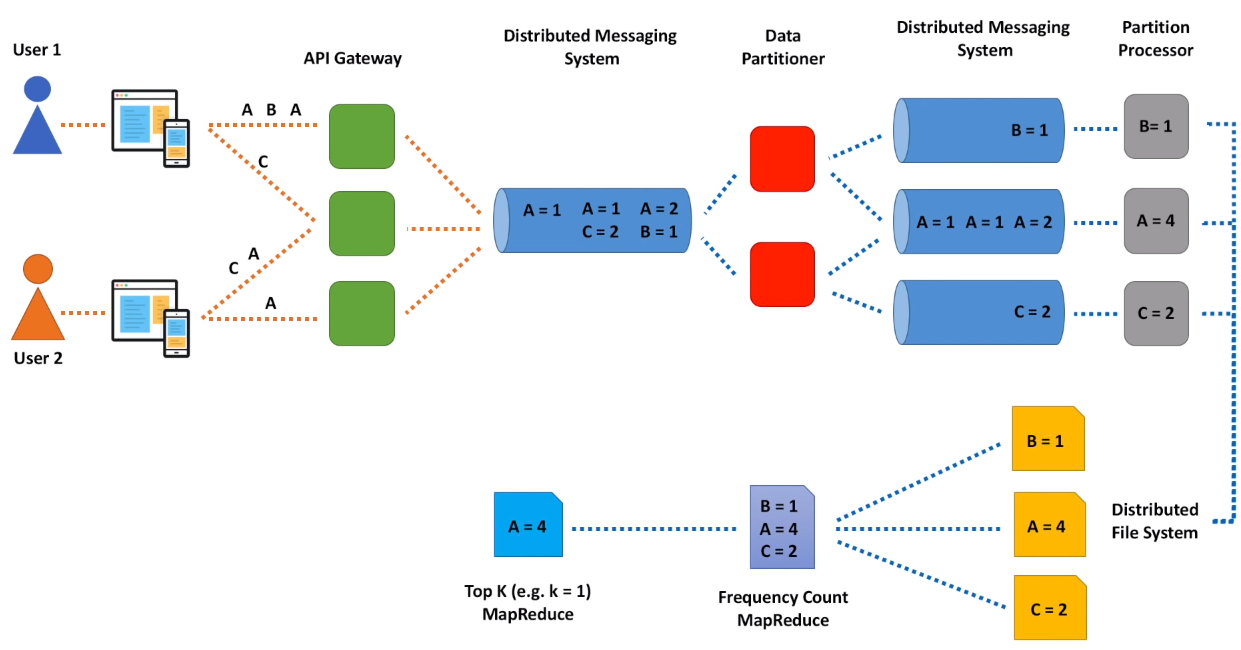 User 1
API Gateway
Distributed Messaging
System
Data
Partitioner
Distributed Messaging
System
Partition
Processor
A B A
C
C A
A
User 2
A = 1 A = 1 A = 2
C = 2 B = 1
B = 1
A = 1 A = 1 A = 2
C = 2
B= 1
A = 4
C = 2
B = 1
A = 4
C = 2
Distributed
File System
B = 1
A = 4
C = 2
Frequency Count
MapReduce
A = 4
Top K (e.g. k = 1)
MapReduce